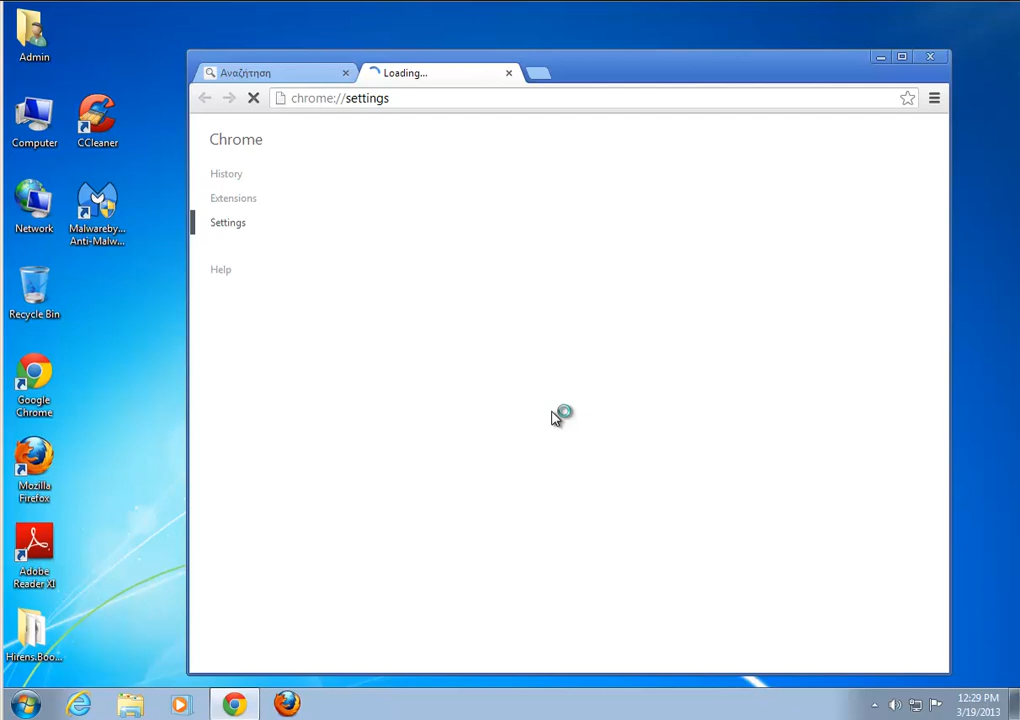 Admin
Computer
CCleaner
Network
Malwareby...
Anti-Malw...
Recycle Bin
Google
Chrome
Mozilla
Firefox
Adobe
Reader XI
Hirens.Boo...
Αναζήτηση
Loading...
chrome://settings
Chrome
History
Extensions
Settings
Help
12:29 PM
3/19/2013